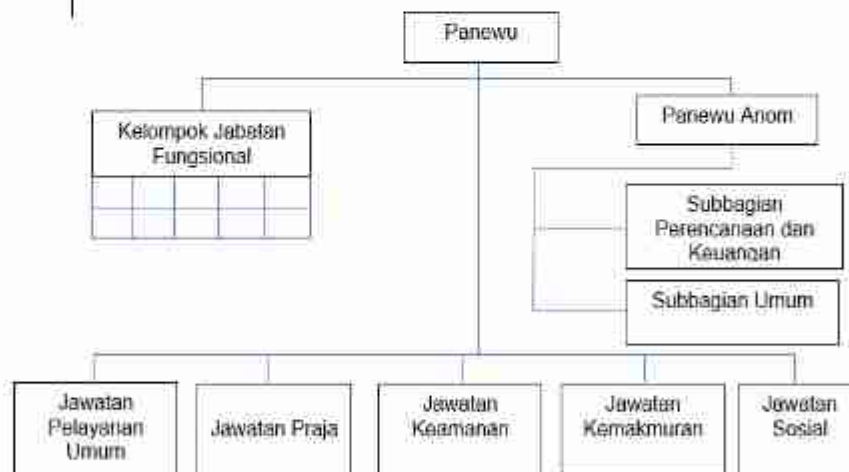 Panewu
Kelompok Jabatan
Fungsional
Panewu Anom
Subbagian
Perencanaan dan
Keuangan
Subbagian Umum
Jawatan
Pelayanan
Umum
Jawatan Praja
Jawatan
Keamanan
Jawatan
Kemakmuran
Jawatan
Sosial